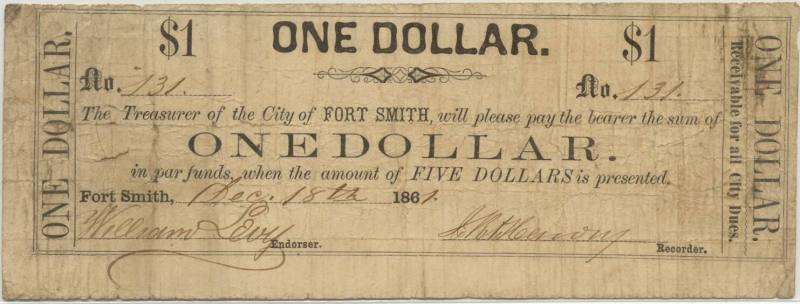 ONE DOLLAR.
$1 ONE DOLLAR. $1
No. 131. No. 131.
The Treasurer of the City of FORT SMITH, will please pay the bearer the sum of
ONE DOLLAR.
in par funds, when the amount of FIVE DOLLARS is presented.
Fort Smith, Dec. 18th 1861.
William Levy Endorser. Recorder.
Receivable for all City Dues.
ONE DOLLAR.